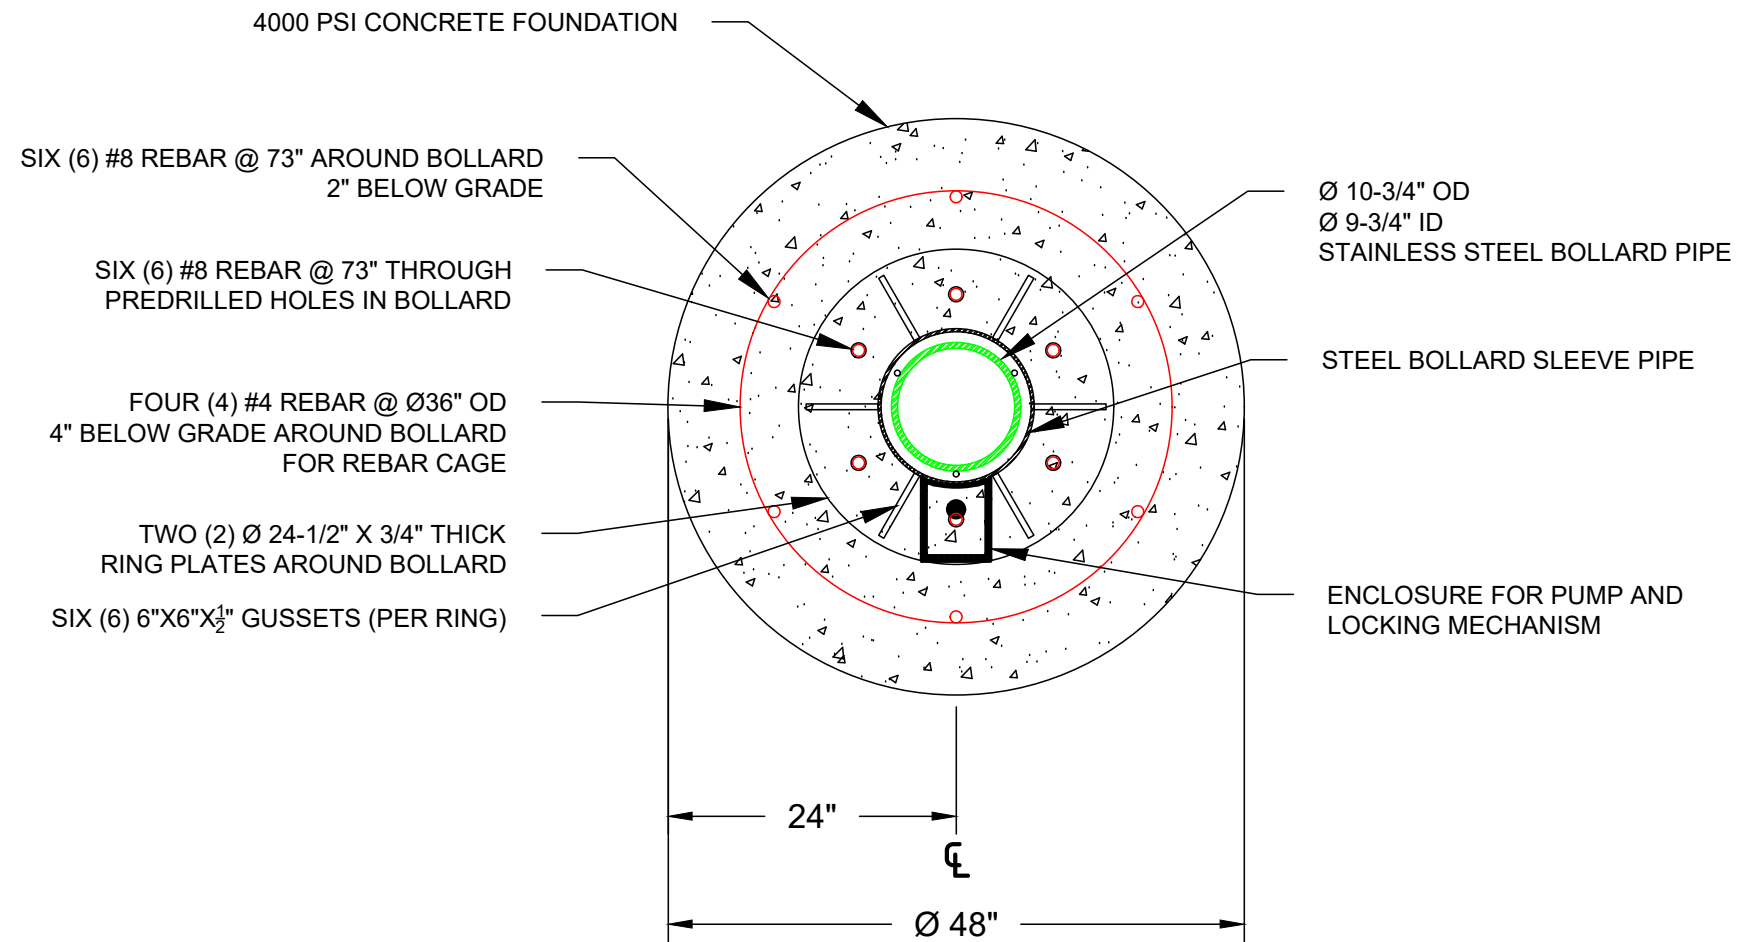 4000 PSI CONCRETE FOUNDATION
SIX (6) #8 REBAR @ 73" AROUND BOLLARD
2" BELOW GRADE
SIX (6) #8 REBAR @ 73" THROUGH
PREDRILLED HOLES IN BOLLARD
FOUR (4) #4 REBAR @ Ø36" OD
4" BELOW GRADE AROUND BOLLARD
FOR REBAR CAGE
TWO (2) Ø 24-1/2" X 3/4" THICK
RING PLATES AROUND BOLLARD
SIX (6) 6"X6"X½" GUSSETS (PER RING)
Ø 10-3/4" OD
Ø 9-3/4" ID
STAINLESS STEEL BOLLARD PIPE
STEEL BOLLARD SLEEVE PIPE
ENCLOSURE FOR PUMP AND
LOCKING MECHANISM
24"
℄
Ø 48"